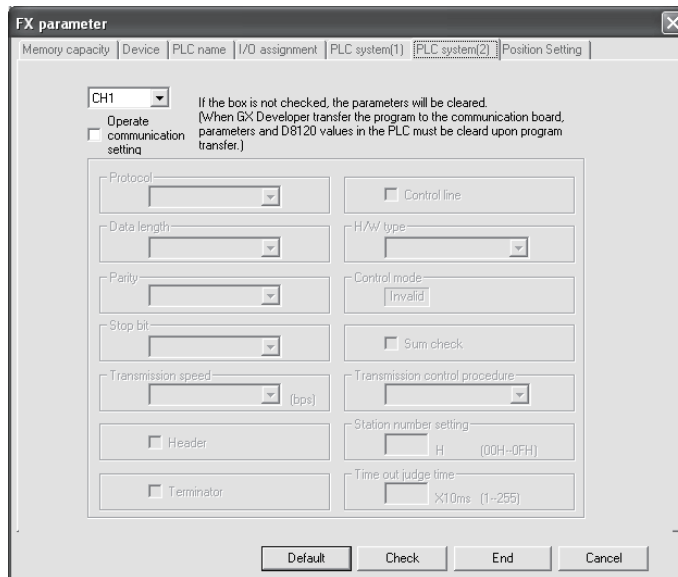 FX parameter
Memory capacity Device PLC name I/O assignment PLC system(1) PLC system(2) Position Setting
CH1
If the box is not checked, the parameters will be cleared.
(When GX Developer transfer the program to the communication board,
parameters and D8120 values in the PLC must be cleard upon program
transfer.)
Operate
communication
setting
Protocol
Control line
Data length
H/W type
Parity
Control mode
Invalid
Stop bit
Sum check
Transmission speed
(bps)
Transmission control procedure
Header
Station number setting
H (00H--0FH)
Terminator
Time out judge time
X10ms (1--255)
Default Check End Cancel